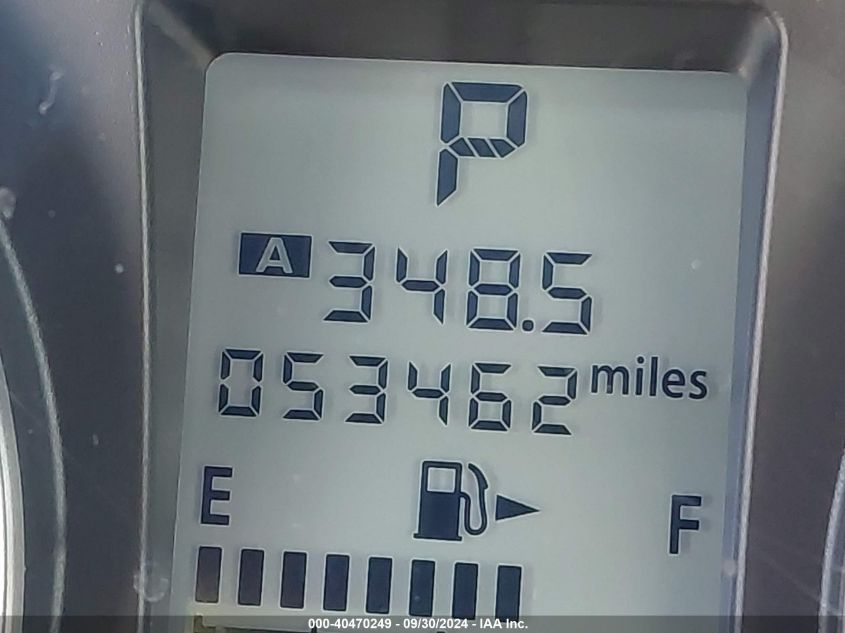 P
A 348.5
053462 miles
E F
000-40470249 - 09/30/2024 - IAA Inc.